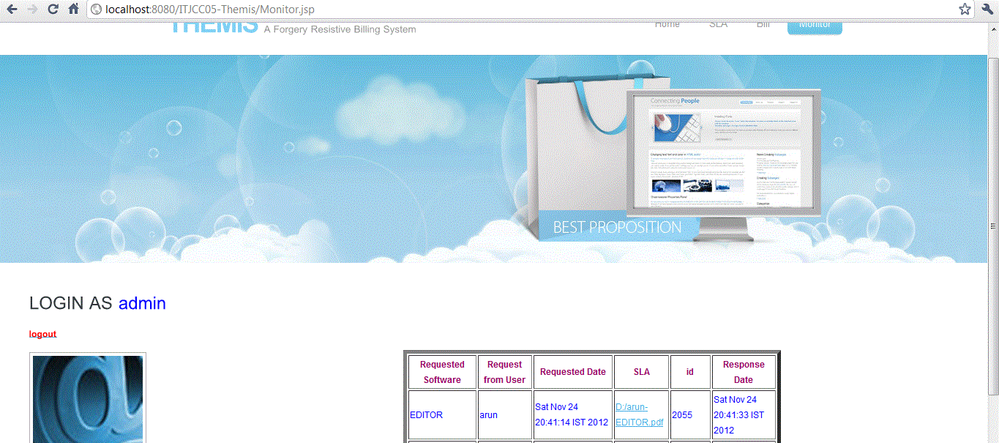 localhost:8080/ITJCC05-Themis/Monitor.jsp
THEMIS A Forgery Resistive Billing System
Home SLA Bill Monitor
Connecting People
BEST PROPOSITION
LOGIN AS admin
logout
Requested Software Request from User Requested Date SLA id Response Date
EDITOR arun Sat Nov 24 20:41:14 IST 2012 D:/arun-EDITOR.pdf 2055 Sat Nov 24 20:41:33 IST 2012